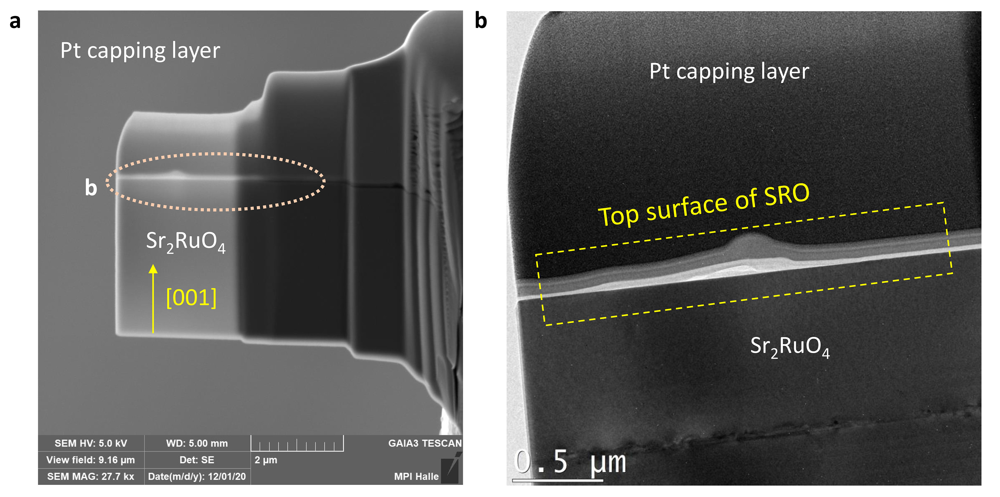 a
Pt capping layer
b
Sr₂RuO₄
[001]
SEM HV: 5.0 kV
WD: 5.00 mm
GAIA3 TESCAN
View field: 9.16 µm
Det: SE
2 µm
SEM MAG: 27.7 kx
Date(m/d/y): 12/01/20
MPI Halle
b
Pt capping layer
Top surface of SRO
Sr₂RuO₄
0.5 µm